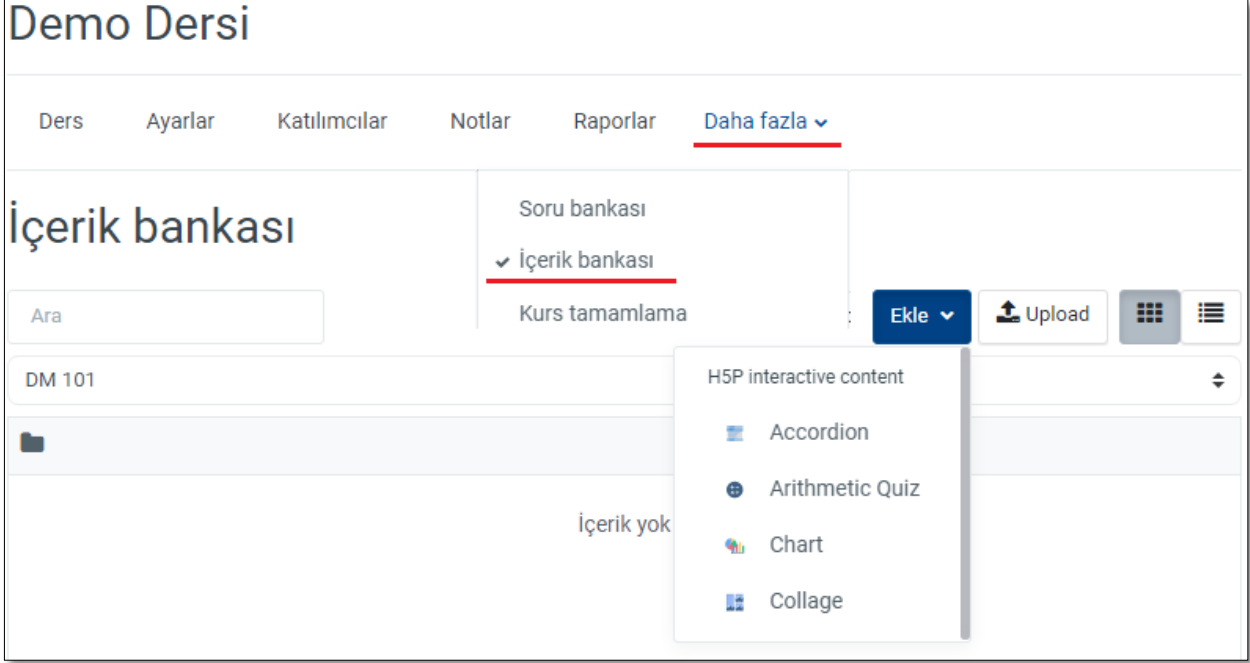 Demo Dersi
Ders Ayarlar Katılımcılar Notlar Raporlar Daha fazla
Soru bankası
İçerik bankası
İçerik bankası
Kurs tamamlama
Ara
: Ekle Upload
DM 101
H5P interactive content
Accordion
Arithmetic Quiz
İçerik yok
Chart
Collage